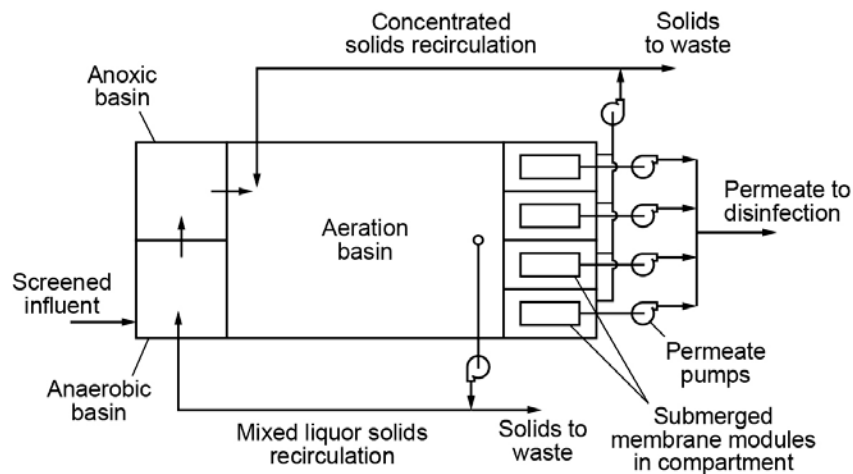 Concentrated
solids recirculation
Solids
to waste
Anoxic
basin
Permeate to
disinfection
Aeration
basin
Screened
influent
Anaerobic
basin
Permeate
pumps
Mixed liquor solids
recirculation
Solids to
waste
Submerged
membrane modules
in compartment